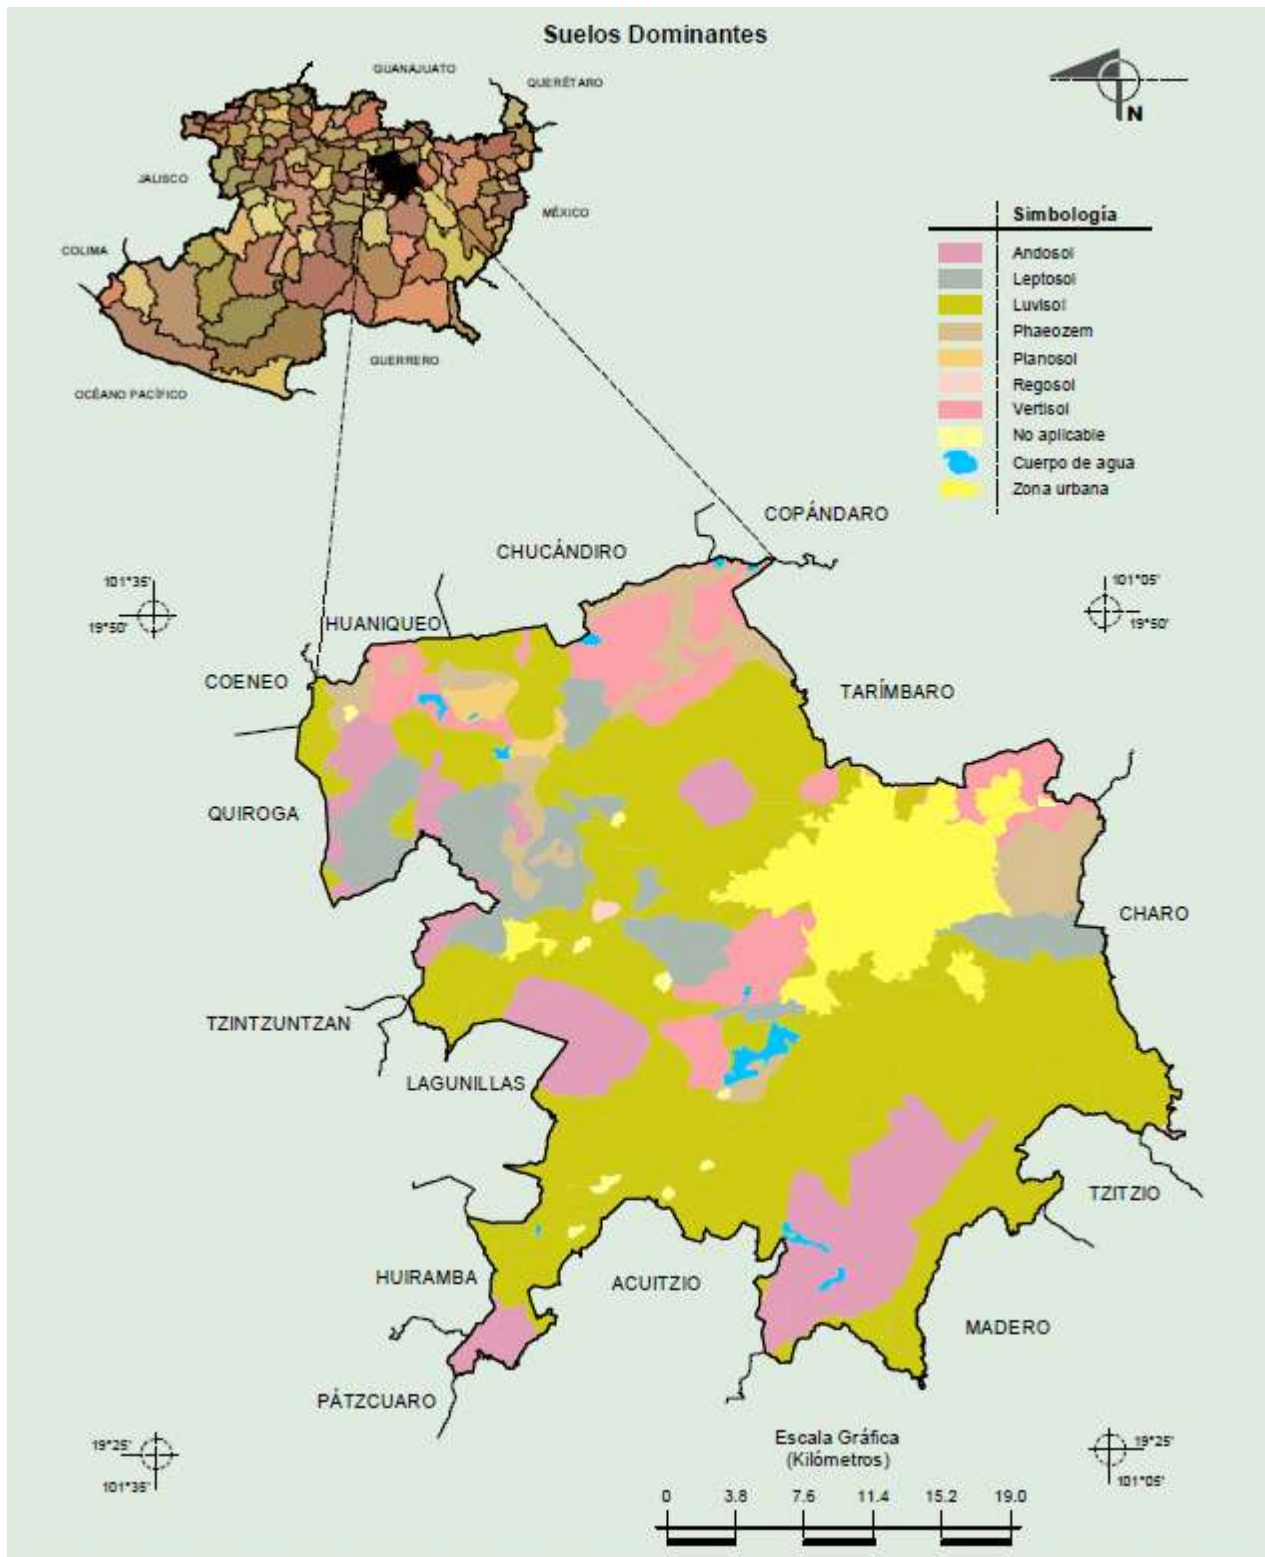 Suelos Dominantes
GUANAJUATO
QUERÉTARO
N
JALISCO
MÉXICO
COLIMA
GUERRERO
OCÉANO PACÍFICO
Simbología
Andosol
Leptosol
Luvisol
Phaeozem
Planosol
Regosol
Vertisol
No aplicable
Cuerpo de agua
Zona urbana
COPÁNDARO
CHUCÁNDIRO
101°35'
19°50'
101°05'
19°50'
HUANIQUEO
COENEO
TARÍMBARO
QUIROGA
CHARO
TZINTZUNTZAN
LAGUNILLAS
TZITZIO
HUIRAMBA
ACUITZIO
MADERO
PÁTZCUARO
19°25'
101°35'
19°25'
101°05'
Escala Gráfica
(Kilómetros)
0 3.8 7.6 11.4 15.2 19.0